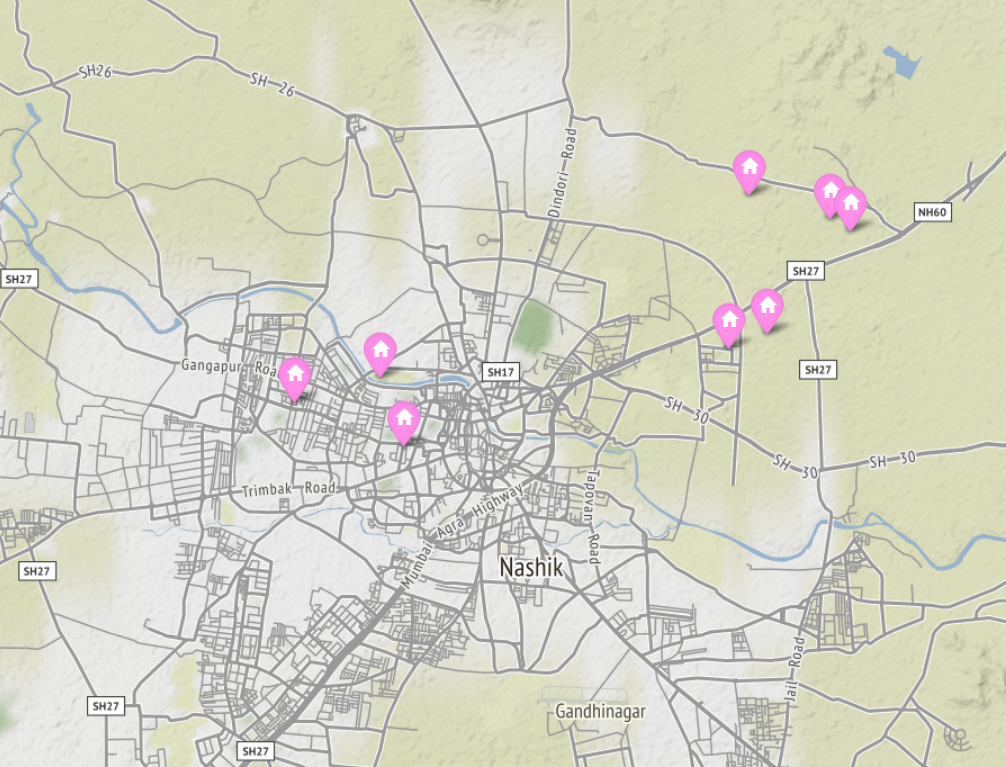 SH26
SH 26
Dindori Road
NH60
SH27
SH27
Gangapur Roa
SH17
SH27
SH 30
SH 30
SH 30
Trimbak Road
Mumbai Agra Highway
Tapovan Road
Nashik
SH27
Jail Road
SH27
Gandhinagar
SH27